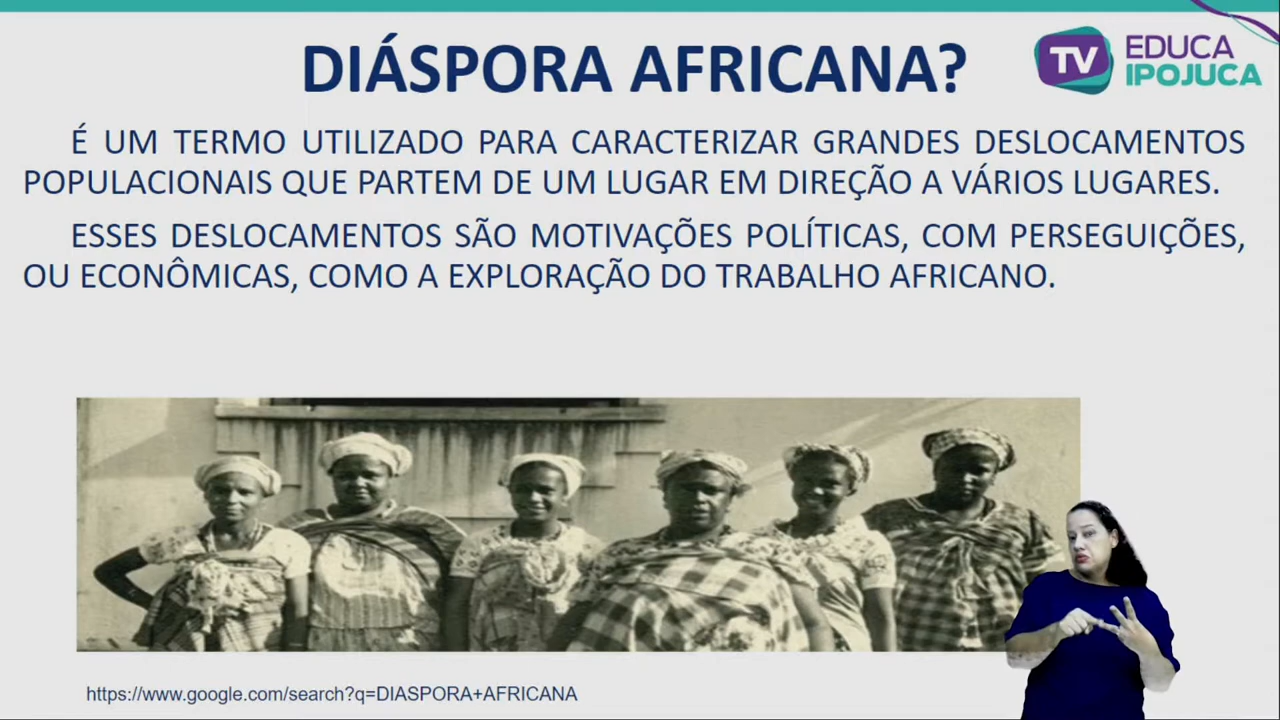 DIÁSPORA AFRICANA?
TV EDUCA
IPOJUCA
É UM TERMO UTILIZADO PARA CARACTERIZAR GRANDES DESLOCAMENTOS
POPULACIONAIS QUE PARTEM DE UM LUGAR EM DIREÇÃO A VÁRIOS LUGARES.
ESSES DESLOCAMENTOS SÃO MOTIVAÇÕES POLÍTICAS, COM PERSEGUIÇÕES,
OU ECONÔMICAS, COMO A EXPLORAÇÃO DO TRABALHO AFRICANO.
https://www.google.com/search?q=DIASPORA+AFRICANA